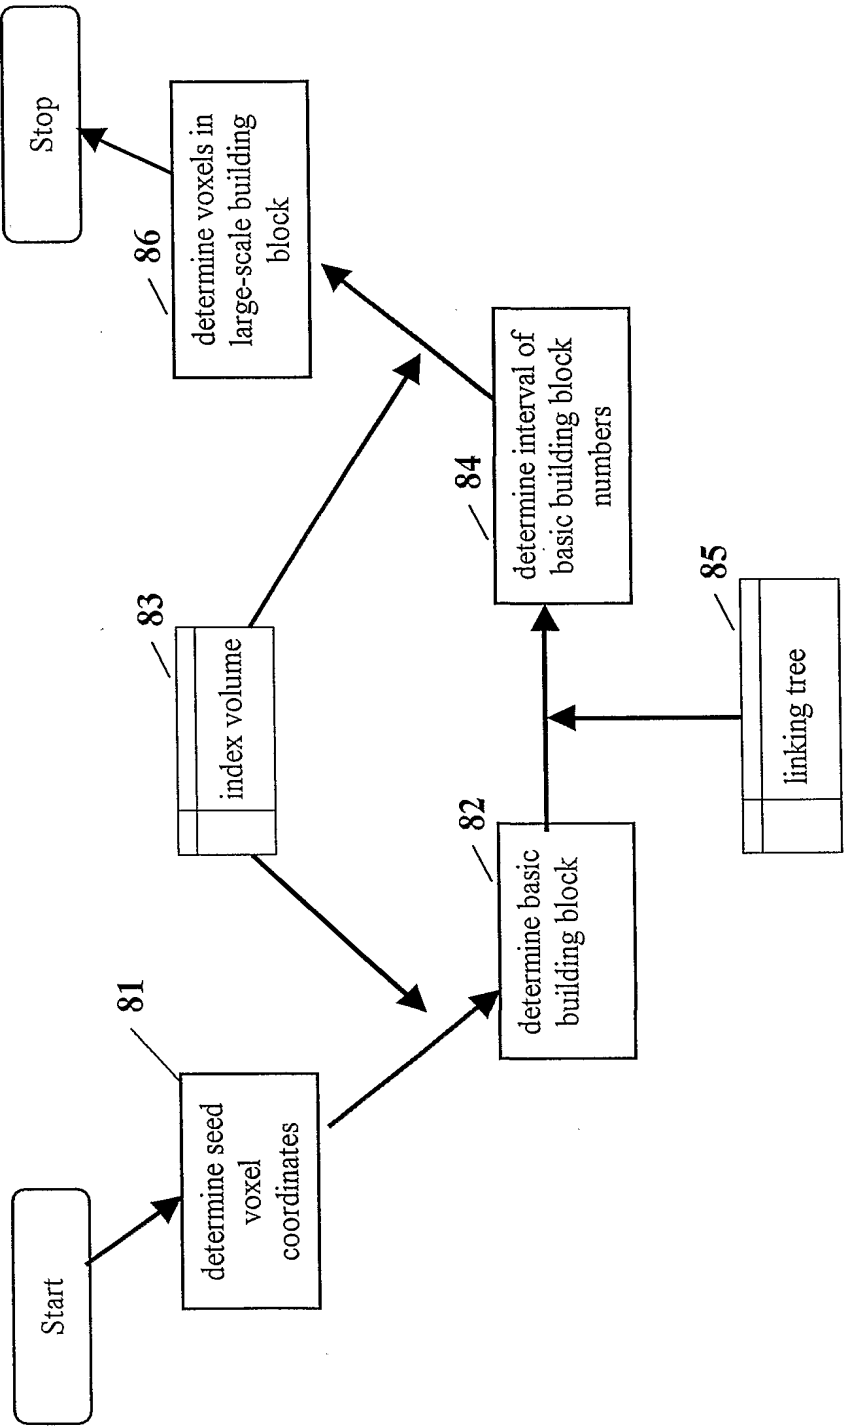 Start
81
determine seed
voxel
coordinates
83
index volume
82
determine basic
building block
85
linking tree
84
determine interval of
basic building block
numbers
86
determine voxels in
large-scale building
block
Stop